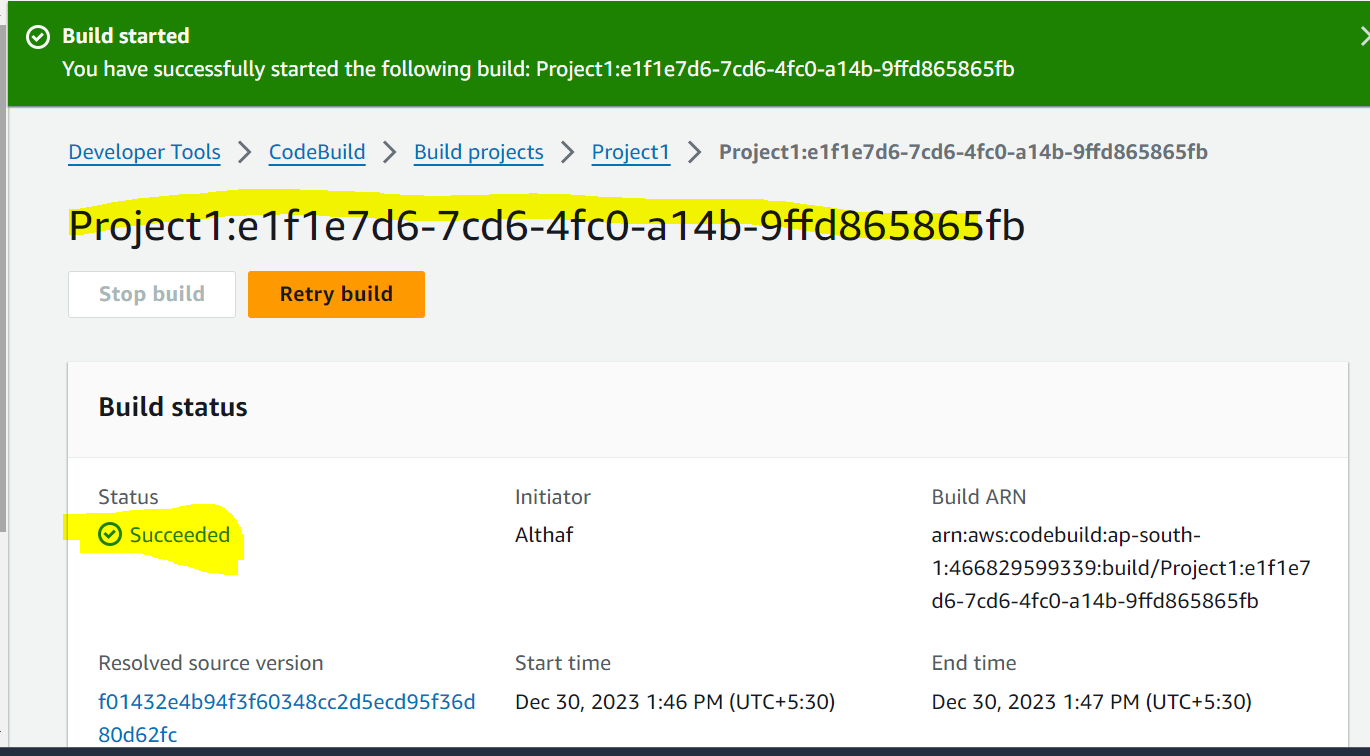 Build started
You have successfully started the following build: Project1:e1f1e7d6-7cd6-4fc0-a14b-9ffd865865fb
Developer Tools > CodeBuild > Build projects > Project1 > Project1:e1f1e7d6-7cd6-4fc0-a14b-9ffd865865fb
Project1:e1f1e7d6-7cd6-4fc0-a14b-9ffd865865fb
Stop build Retry build
Build status
Status Initiator Build ARN
Succeeded Althaf arn:aws:codebuild:ap-south-
1:466829599339:build/Project1:e1f1e7
d6-7cd6-4fc0-a14b-9ffd865865fb
Resolved source version Start time End time
f01432e4b94f3f60348cc2d5ecd95f36d Dec 30, 2023 1:46 PM (UTC+5:30) Dec 30, 2023 1:47 PM (UTC+5:30)
80d62fc